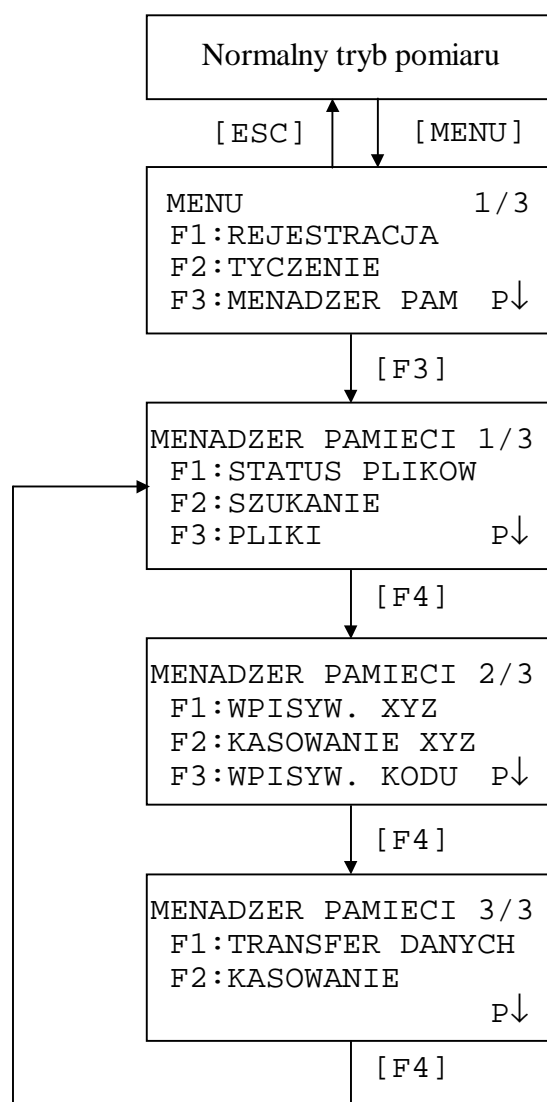 Normalny tryb pomiaru
[ESC] [MENU]
MENU 1/3
F1:REJESTRACJA
F2:TYCZENIE
F3:MENADZER PAM P↓
[F3]
MENADZER PAMIECI 1/3
F1:STATUS PLIKOW
F2:SZUKANIE
F3:PLIKI P↓
[F4]
MENADZER PAMIECI 2/3
F1:WPISYW. XYZ
F2:KASOWANIE XYZ
F3:WPISYW. KODU P↓
[F4]
MENADZER PAMIECI 3/3
F1:TRANSFER DANYCH
F2:KASOWANIE
P↓
[F4]